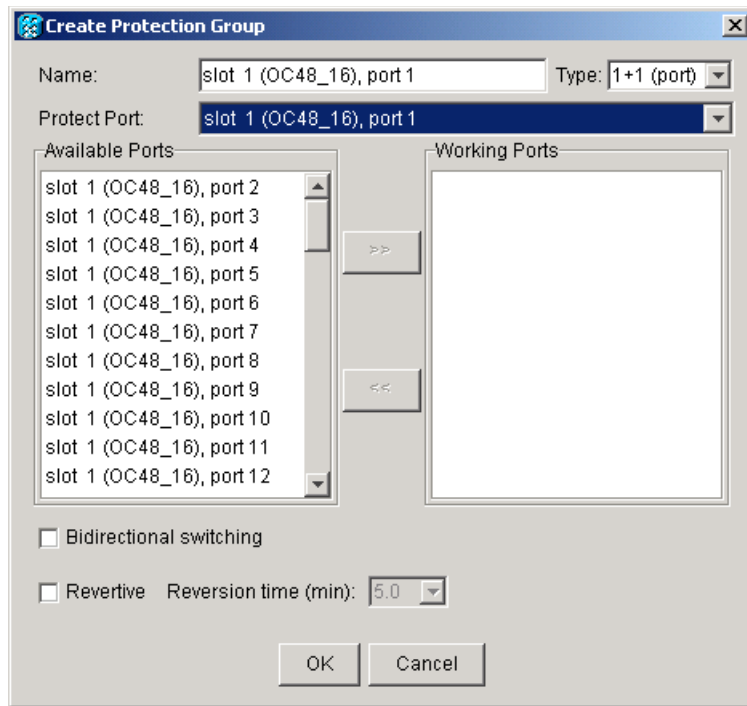 Create Protection Group
Name: slot 1 (OC48_16), port 1 Type: 1+1 (port)
Protect Port: slot 1 (OC48_16), port 1
Available Ports Working Ports
slot 1 (OC48_16), port 2
slot 1 (OC48_16), port 3
slot 1 (OC48_16), port 4
slot 1 (OC48_16), port 5
>>
slot 1 (OC48_16), port 6
slot 1 (OC48_16), port 7
slot 1 (OC48_16), port 8
slot 1 (OC48_16), port 9
<<
slot 1 (OC48_16), port 10
slot 1 (OC48_16), port 11
slot 1 (OC48_16), port 12
Bidirectional switching
Revertive Reversion time (min): 5.0
OK Cancel